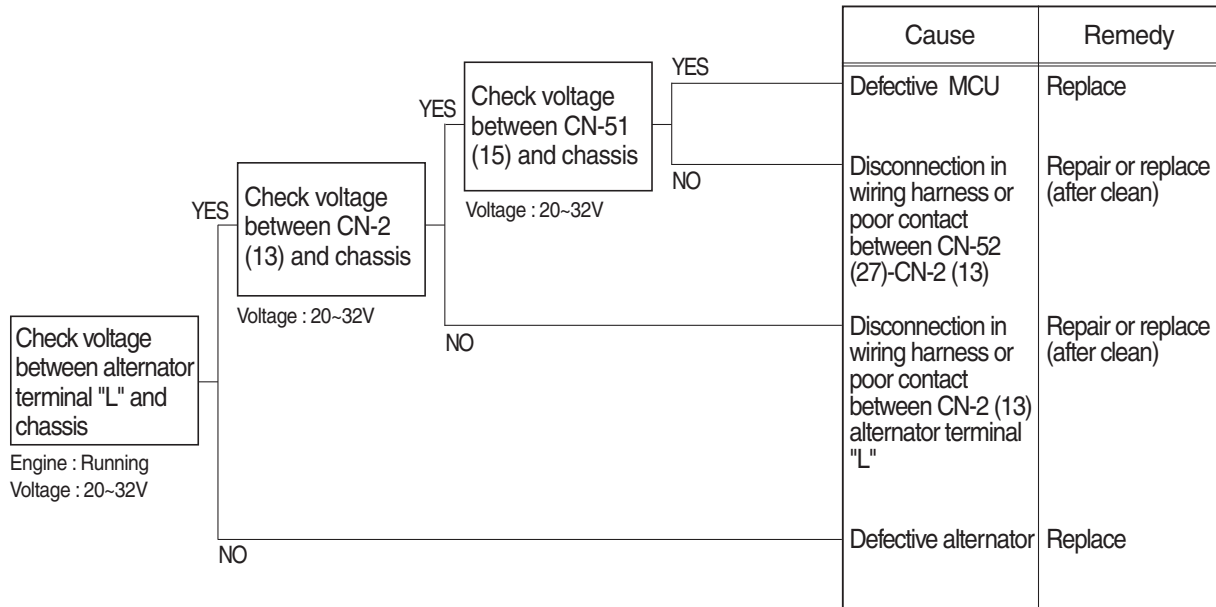 Cause
Remedy
YES
Defective MCU
Replace
YES
Check voltage
between CN-51
(15) and chassis
NO
Voltage : 20~32V
Disconnection in
wiring harness or
poor contact
between CN-52
(27)-CN-2 (13)
Repair or replace
(after clean)
YES
Check voltage
between CN-2
(13) and chassis
Voltage : 20~32V
NO
Disconnection in
wiring harness or
poor contact
between CN-2 (13)
alternator terminal
"L"
Repair or replace
(after clean)
Check voltage
between alternator
terminal "L" and
chassis
Engine : Running
Voltage : 20~32V
NO
Defective alternator
Replace